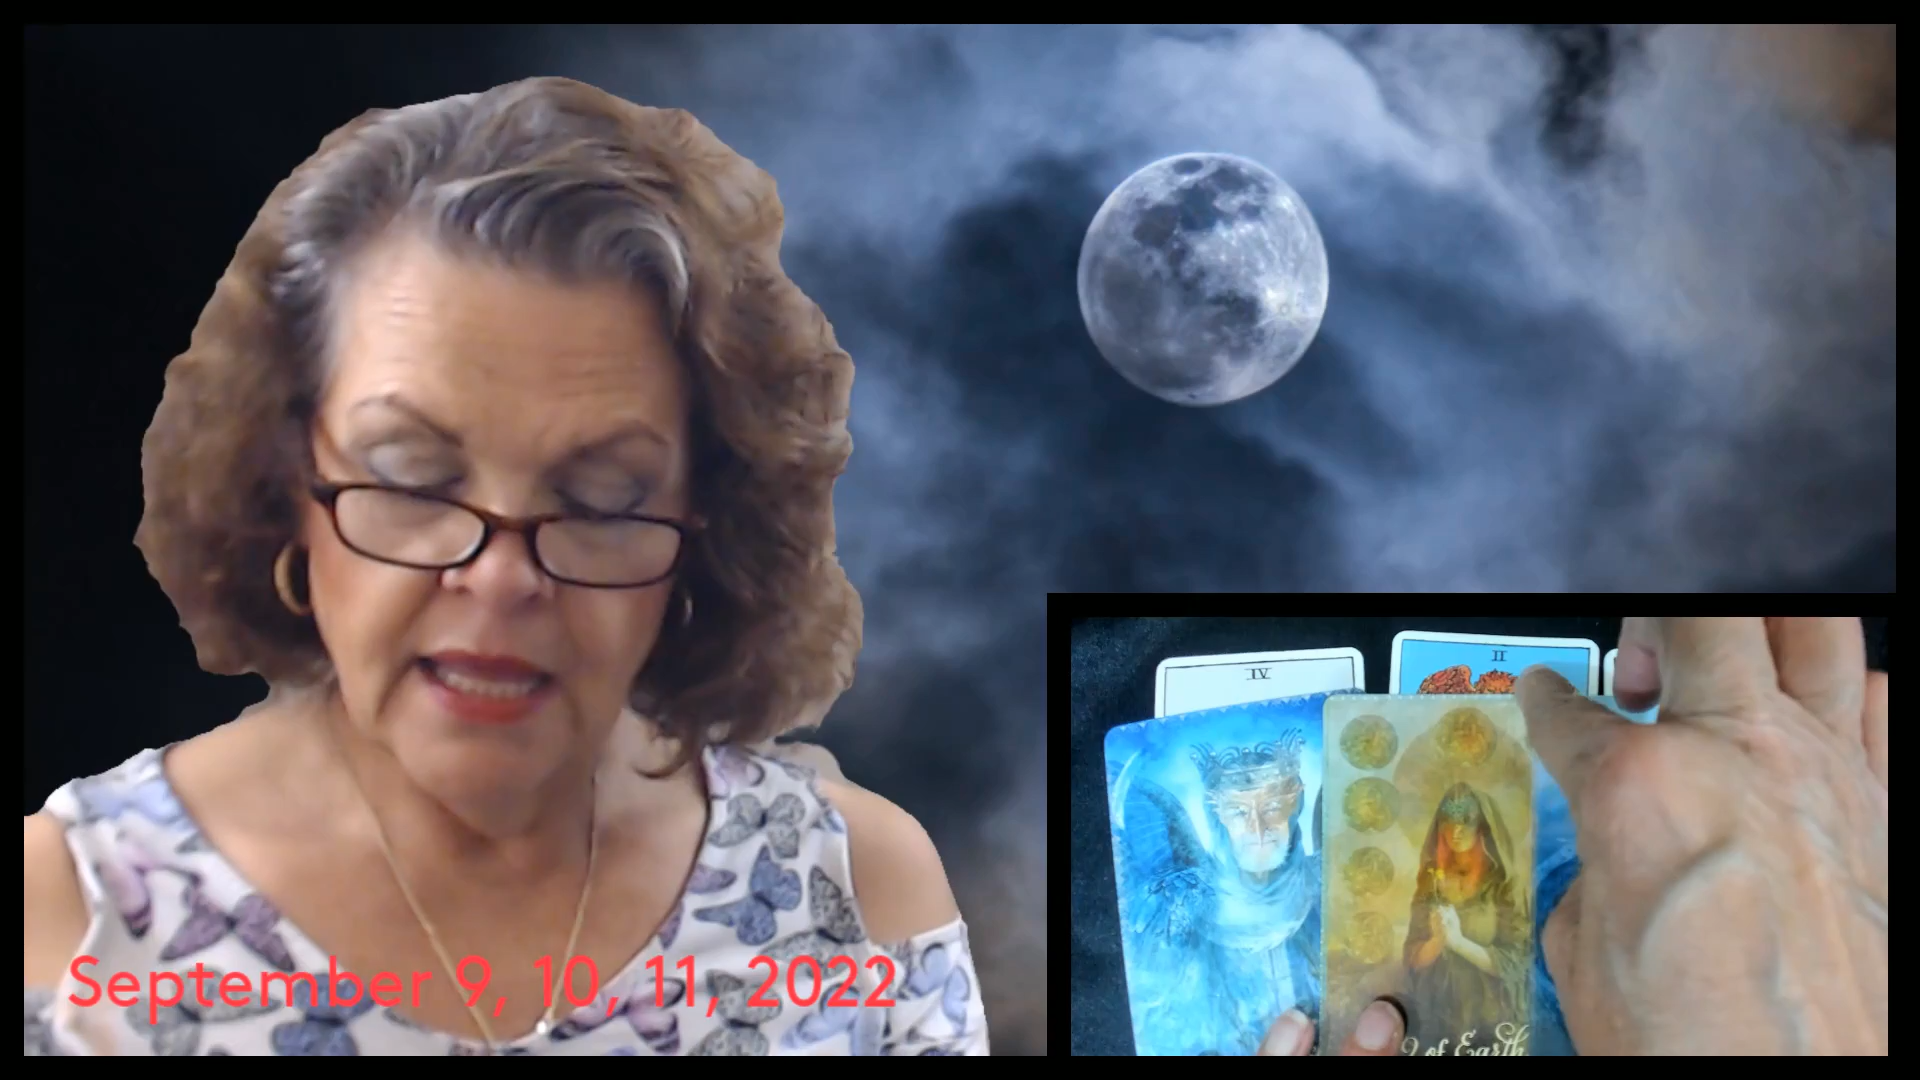 IV
II
of Earth
September 9, 10, 11, 2022